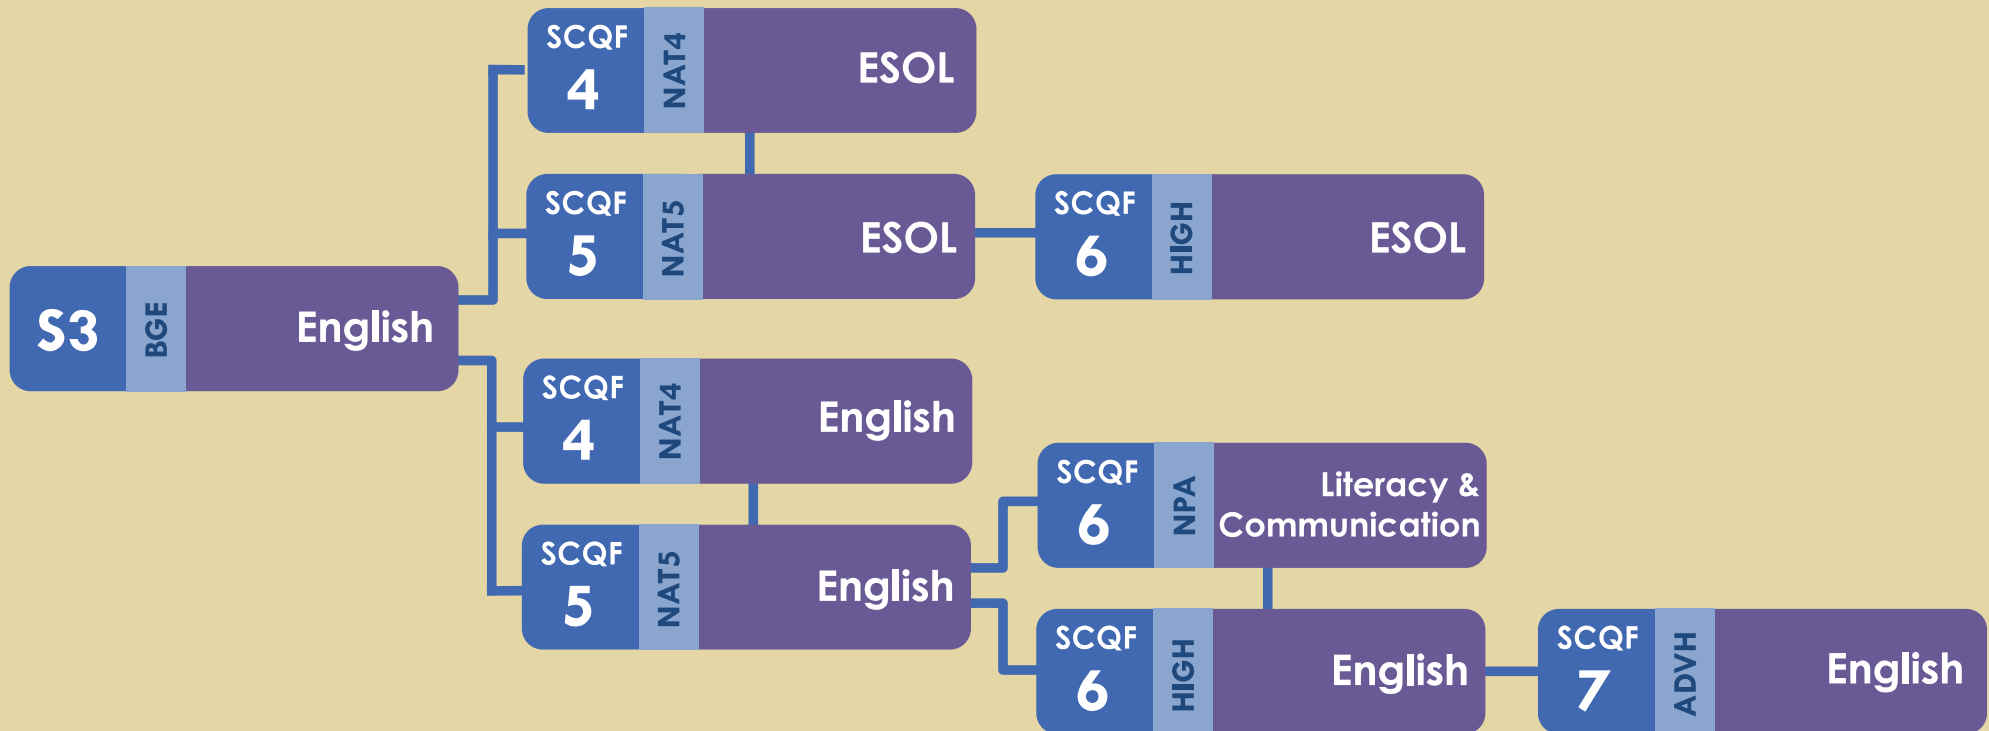 SCQF
4
NAT4
ESOL
SCQF
5
NAT5
ESOL
SCQF
6
HIGH
ESOL
S3
BGE
English
SCQF
4
NAT4
English
SCQF
5
NAT5
English
SCQF
6
NPA
Literacy &
Communication
SCQF
6
HIGH
English
SCQF
7
ADVH
English